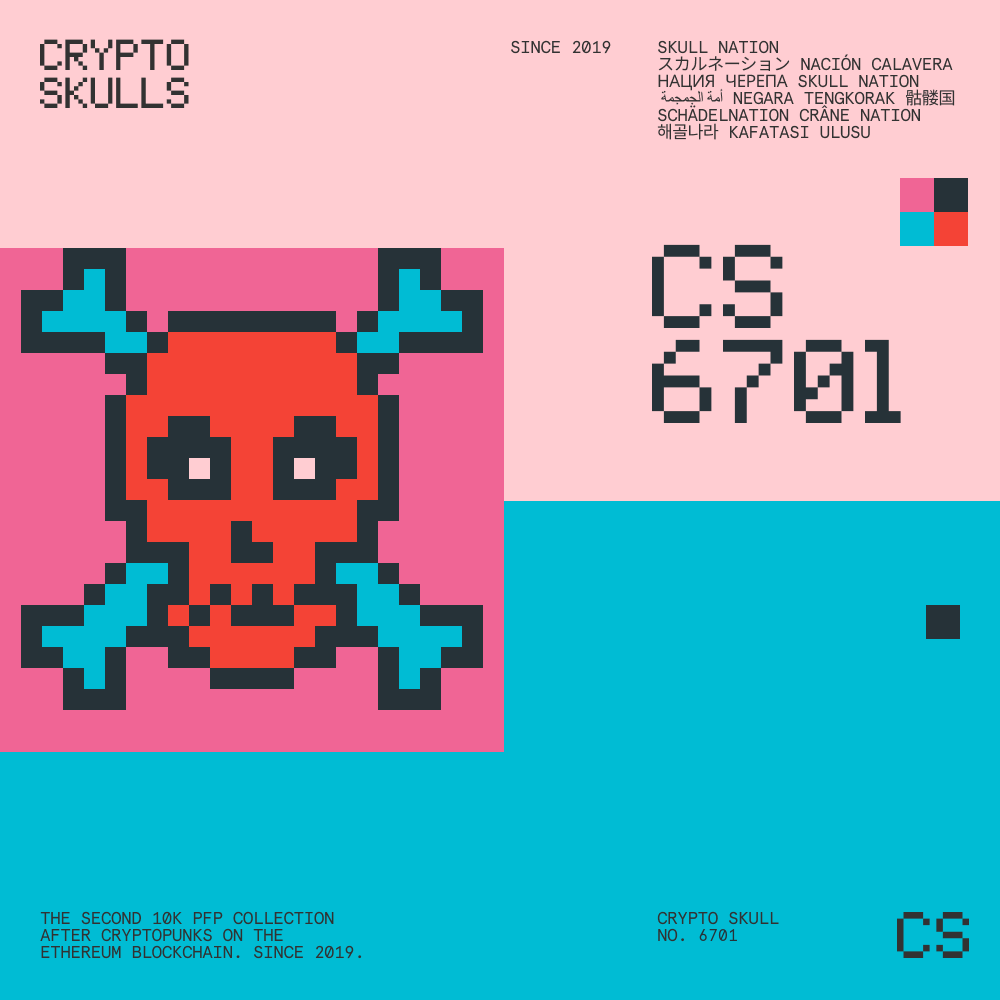 CRYPTO
SKULLS
SINCE 2019
SKULL NATION
スカルネーション NACIÓN CALAVERA
НАЦИЯ ЧЕРЕПА SKULL NATION
أمة الجمجمة NEGARA TENGKORAK 骷髅国
SCHÄDELNATION CRÂNE NATION
해골나라 KAFATASI ULUSU
CS
6701
THE SECOND 10K PFP COLLECTION
AFTER CRYPTOPUNKS ON THE
ETHEREUM BLOCKCHAIN. SINCE 2019.
CRYPTO SKULL
NO. 6701
CS